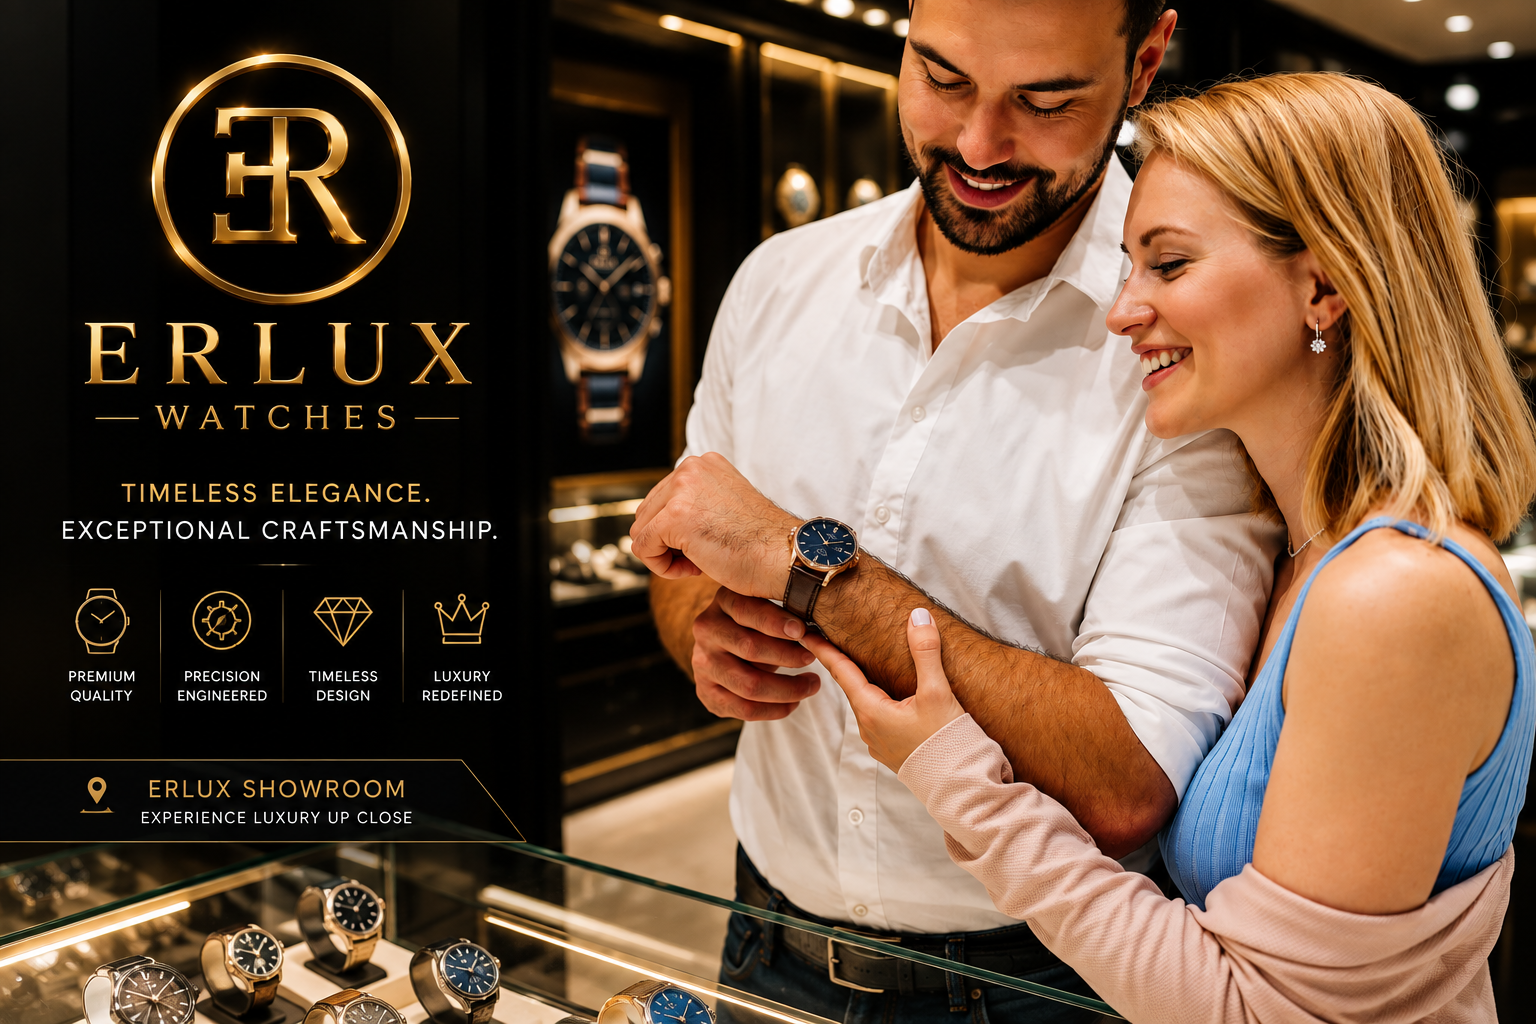 ER
ERLUX
WATCHES
TIMELESS ELEGANCE.
EXCEPTIONAL CRAFTSMANSHIP.
PREMIUM
QUALITY
PRECISION
ENGINEERED
TIMELESS
DESIGN
LUXURY
REDEFINED
ERLUX SHOWROOM
EXPERIENCE LUXURY UP CLOSE